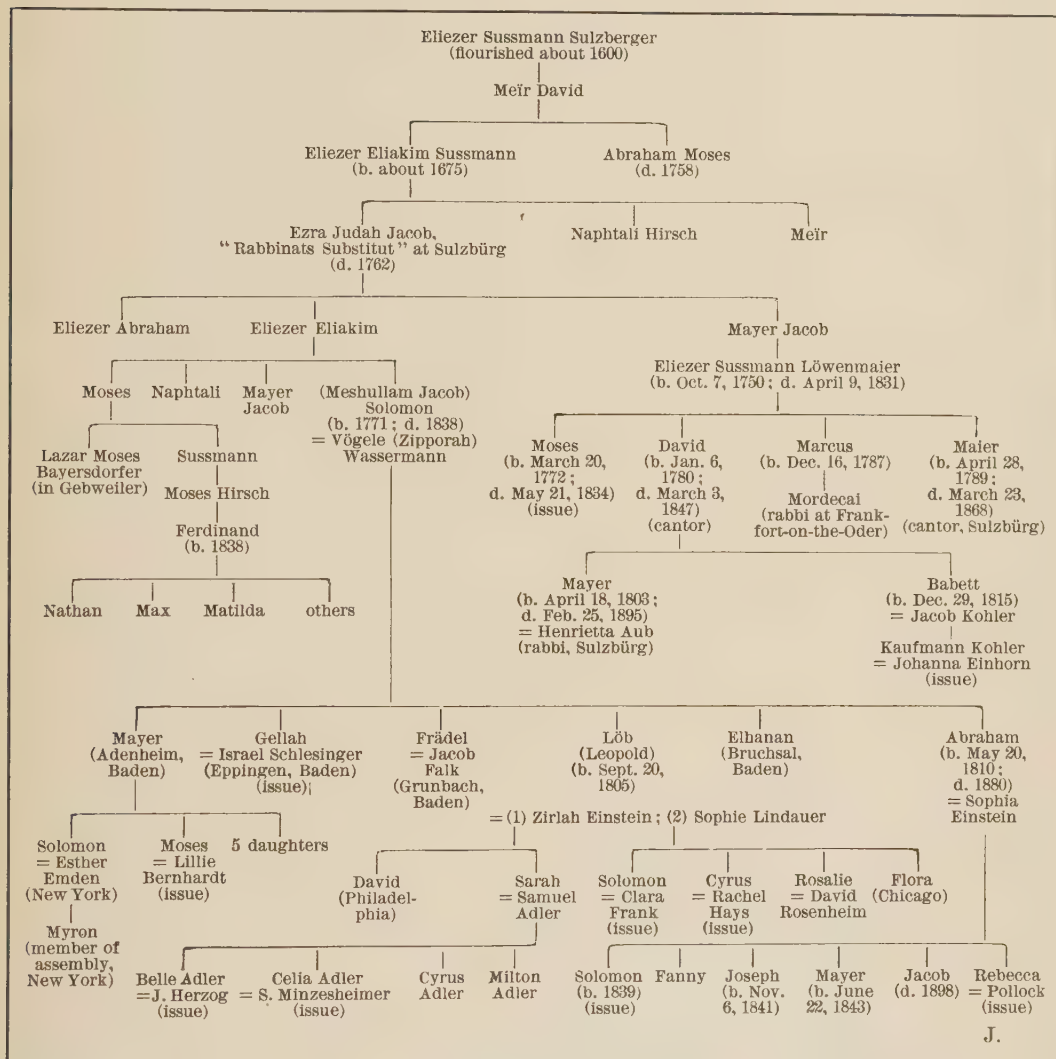 Eliezer Sussmann Sulzberger
(flourished about 1600)
Meïr David
Eliezer Eliakim Sussmann
(b. about 1675)
Abraham Moses
(d. 1758)
Ezra Judah Jacob,
"Rabbinats Substitut" at Sulzbürg
(d. 1762)
Naphtali Hirsch
Meïr
Eliezer Abraham
Eliezer Eliakim
Mayer Jacob
Moses
Naphtali
Mayer
Jacob
(Meshullam Jacob)
Solomon
(b. 1771; d. 1838)
= Vögele (Zipporah)
Wassermann
Eliezer Sussmann Löwenmaier
(b. Oct. 7, 1750; d. April 9, 1831)
Lazar Moses
Bayersdorfer
(in Gebweiler)
Sussmann
Moses Hirsch
Ferdinand
(b. 1838)
Nathan
Max
Matilda
others
Moses
(b. March 20,
1772;
d. May 21, 1834)
(issue)
David
(b. Jan. 6,
1780;
d. March 3,
1847)
(cantor)
Marcus
(b. Dec. 16, 1787)
Mordecai
(rabbi at Frank-
fort-on-the-Oder)
Maier
(b. April 28,
1789;
d. March 23,
1868)
(cantor, Sulzbürg)
Mayer
(b. April 18, 1803;
d. Feb. 25, 1895)
= Henrietta Aub
(rabbi, Sulzbürg)
Babett
(b. Dec. 29, 1815)
= Jacob Kohler
Kaufmann Kohler
= Johanna Einhorn
(issue)
Mayer
(Adenheim,
Baden)
Gellah
= Israel Schlesinger
(Eppingen, Baden)
(issue)
Frädel
= Jacob
Falk
(Grunbach,
Baden)
Löb
(Leopold)
(b. Sept. 20,
1805)
Elhanan
(Bruchsal,
Baden)
Abraham
(b. May 20,
1810;
d. 1880)
= Sophia
Einstein
= (1) Zirlah Einstein; (2) Sophie Lindauer
Solomon
= Esther
Emden
(New York)
Moses
= Lillie
Bernhardt
(issue)
5 daughters
Myron
(member of
assembly,
New York)
David
(Philadel-
phia)
Sarah
= Samuel
Adler
Solomon
= Clara
Frank
(issue)
Cyrus
= Rachel
Hays
(issue)
Rosalie
= David
Rosenheim
Flora
(Chicago)
Belle Adler
=J. Herzog
(issue)
Celia Adler
= S. Minzesheimer
(issue)
Cyrus
Adler
Milton
Adler
Solomon
(b. 1839)
(issue)
Fanny
Joseph
(b. Nov.
6, 1841)
Mayer
(b. June
22, 1843)
Jacob
(d. 1898)
Rebecca
= Pollock
(issue)
J.